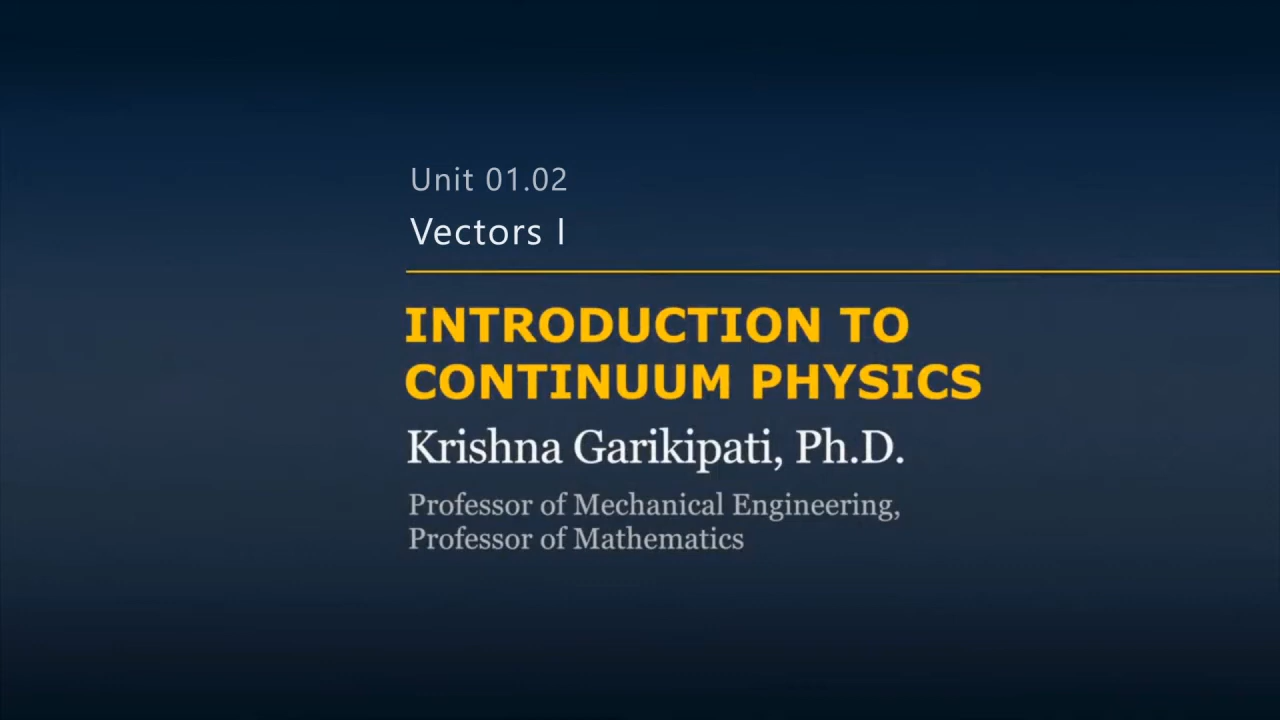 Unit 01.02
Vectors I
INTRODUCTION TO
CONTINUUM PHYSICS
Krishna Garikipati, Ph.D.
Professor of Mechanical Engineering,
Professor of Mathematics